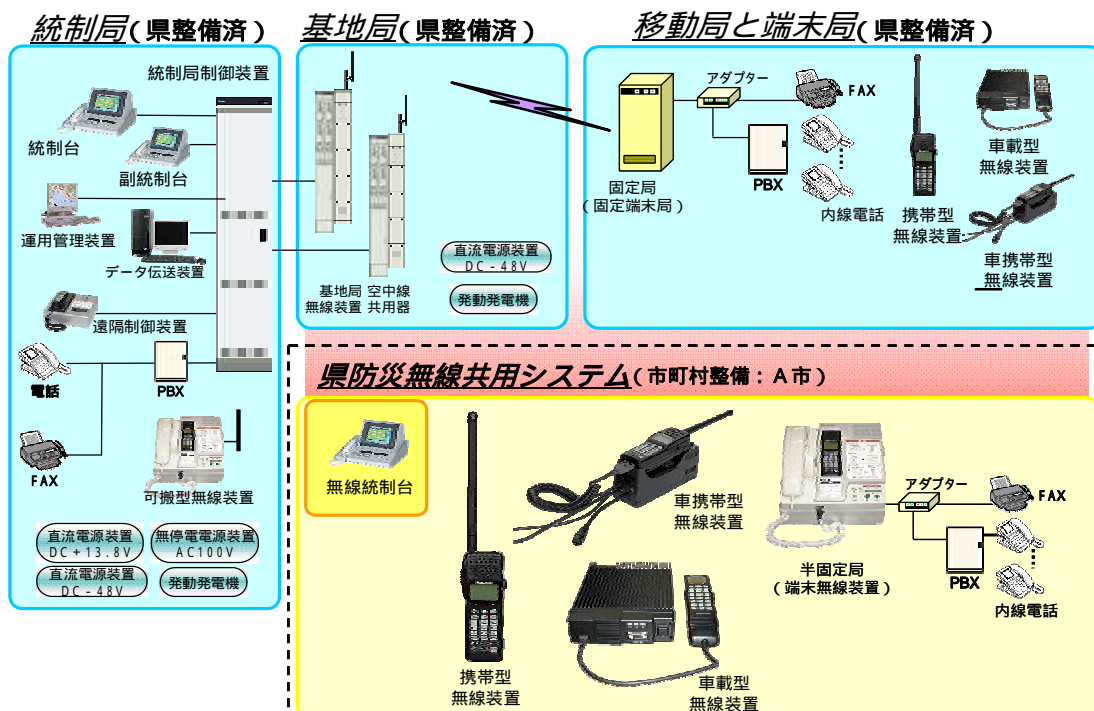 統制局(県整備済)
統制局制御装置
統制台
副統制台
運用管理装置
データ伝送装置
遠隔制御装置
電話
PBX
FAX
可搬型無線装置
直流電源装置
DC+13.8V
無停電電源装置
AC100V
直流電源装置
DC-48V
発動発電機
基地局(県整備済)
基地局
無線装置
空中線
共用器
直流電源装置
DC-48V
発動発電機
移動局と端末局(県整備済)
アダプター
FAX
固定局
(固定端末局)
PBX
内線電話
携帯型
無線装置
車載型
無線装置
車携帯型
無線装置
県防災無線共用システム(市町村整備:A市)
無線統制台
携帯型
無線装置
車携帯型
無線装置
車載型
無線装置
半固定局
(端末無線装置)
アダプター
FAX
PBX
内線電話